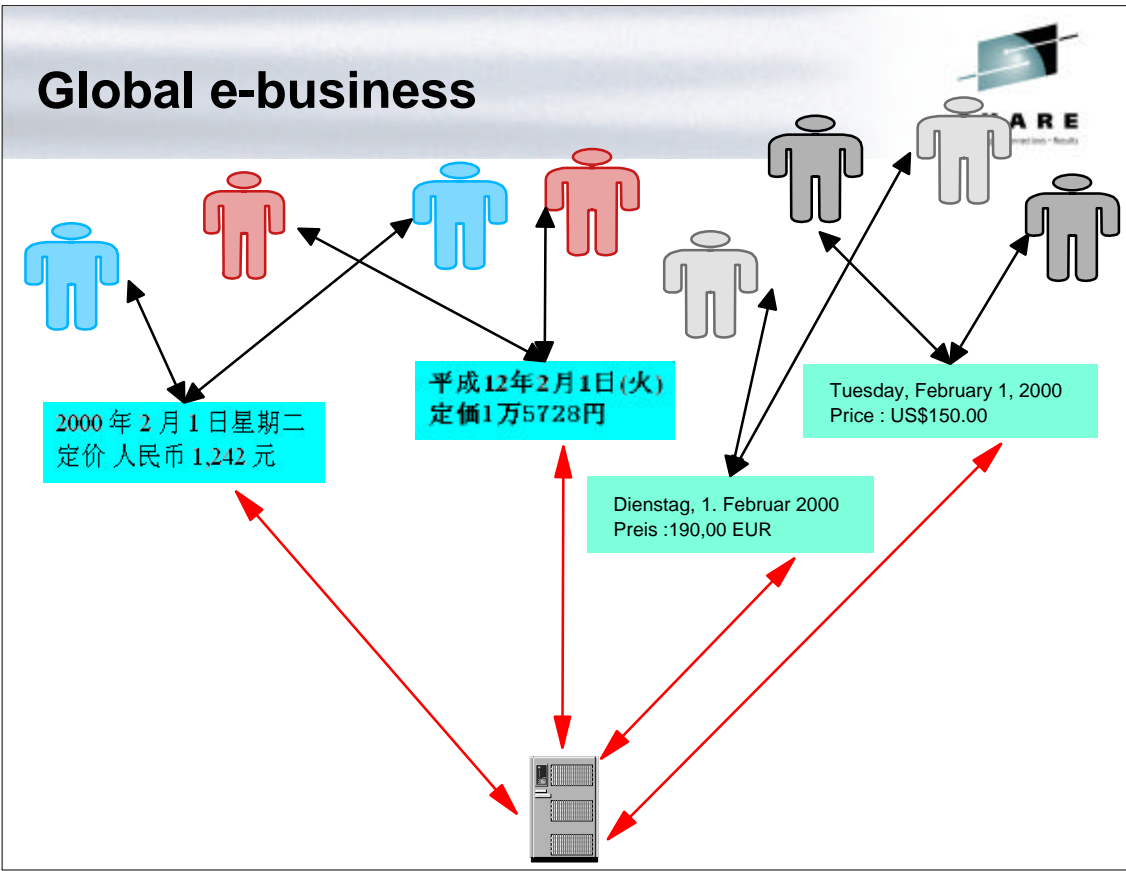 Global e-business
ARE
Results
2000 年 2 月 1 日星期二
定价 人民币 1,242 元
平成12年2月1日(火)
定価1万5728円
Dienstag, 1. Februar 2000
Preis :190,00 EUR
Tuesday, February 1, 2000
Price : US$150.00